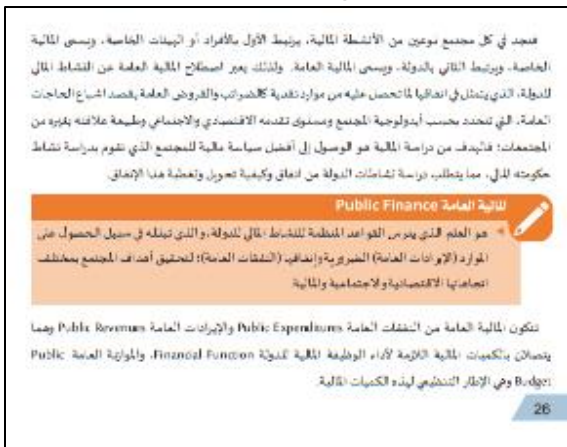 فنجد في كل مجتمع نوعين من الأنشطة المالية، يرتبط الأول بالأفراد أو الهيئات الخاصة، ويسمى المالية
الخاصة، ويرتبط الثاني بالدولة، ويسمى المالية العامة. ولذلك يعبر اصطلاح المالية العامة عن النشاط المالي
للدولة، الذي يتمثل في انفاقها لما تحصل عليه من موارد نقدية كالضرائب والقروض العامة بقصد اشباع الحاجات
العامة، التي تتحدد بحسب أيدولوجية المجتمع ومستوى تقدمه الاقتصادي والاجتماعي وطبيعة علاقته بغيره من
المجتمعات؛ فالهدف من دراسة المالية هو الوصول إلى أفضل سياسة مالية للمجتمع الذي تقوم بدراسة نشاط
حكومته المالي، مما يتطلب دراسة نشاطات الدولة من انفاق وكيفية تمويل وتغطية هذا الإنفاق.
المالية العامة Public Finance
هو العلم الذي يدرس القواعد المنظمة للنشاط المالي للدولة، والذي تبذله في سبيل الحصول على
الموارد (الإيرادات العامة) الضرورية وإنفاقها (النفقات العامة)؛ لتحقيق أهداف المجتمع بمختلف
اتجاهاتها الاقتصادية والاجتماعية والمالية
تتكون المالية العامة من النفقات العامة Public Expenditures والإيرادات العامة Public Revenues وهما
يتصلان بالكميات المالية اللازمة لأداء الوظيفة المالية للدولة Financial Function، والموازنة العامة Public
Budget وهي الإطار التنظيمي لهذه الكميات المالية.
26